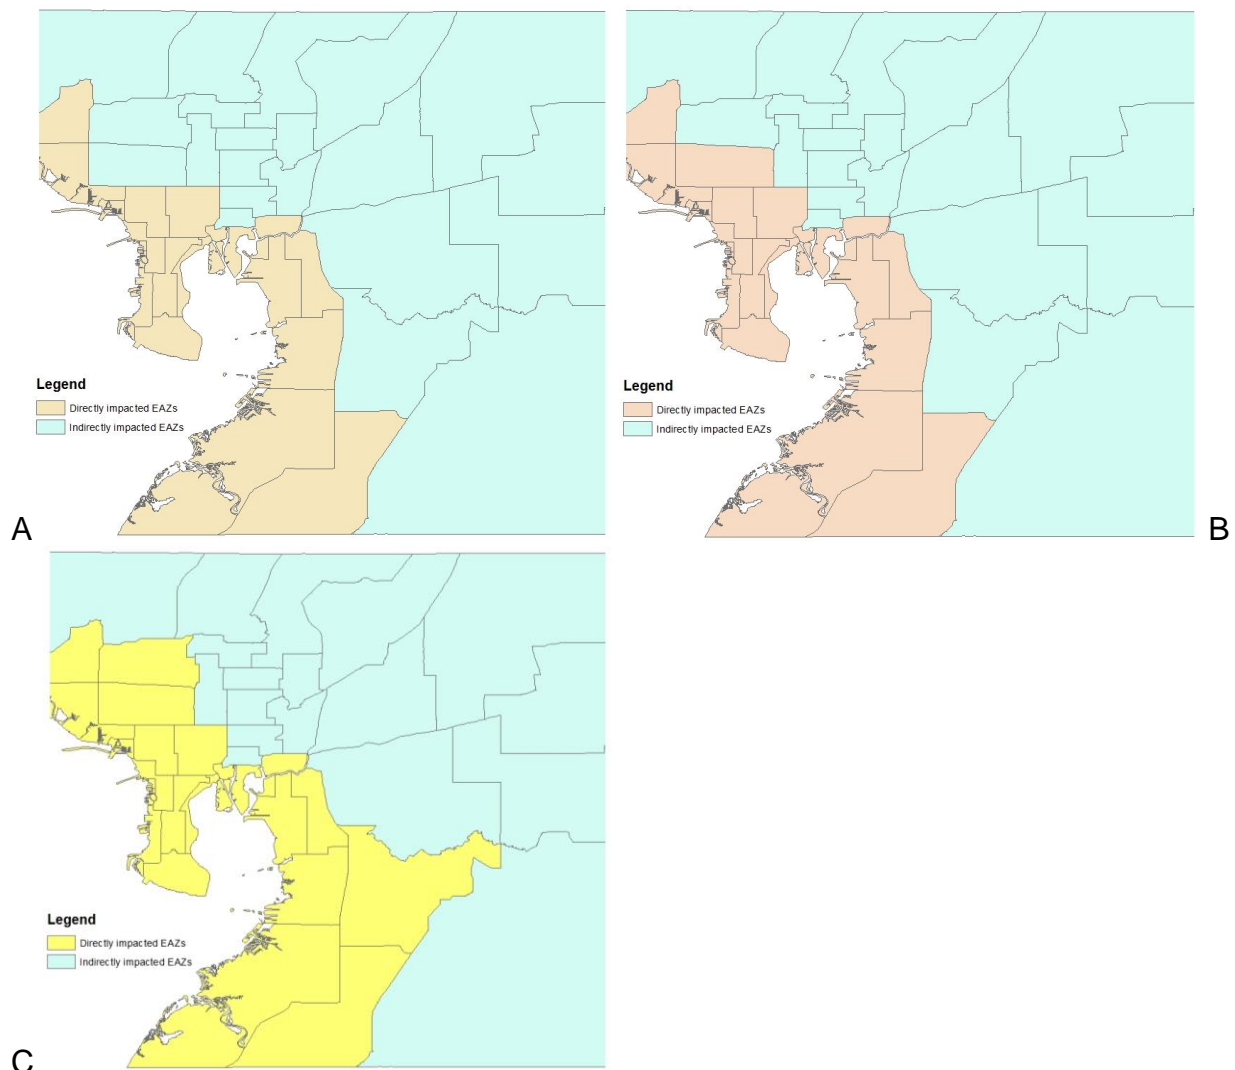 Legend
Directly impacted EAZs
Indirectly impacted EAZs
A
Legend
Directly impacted EAZs
Indirectly impacted EAZs
B
Legend
Directly impacted EAZs
Indirectly impacted EAZs
C